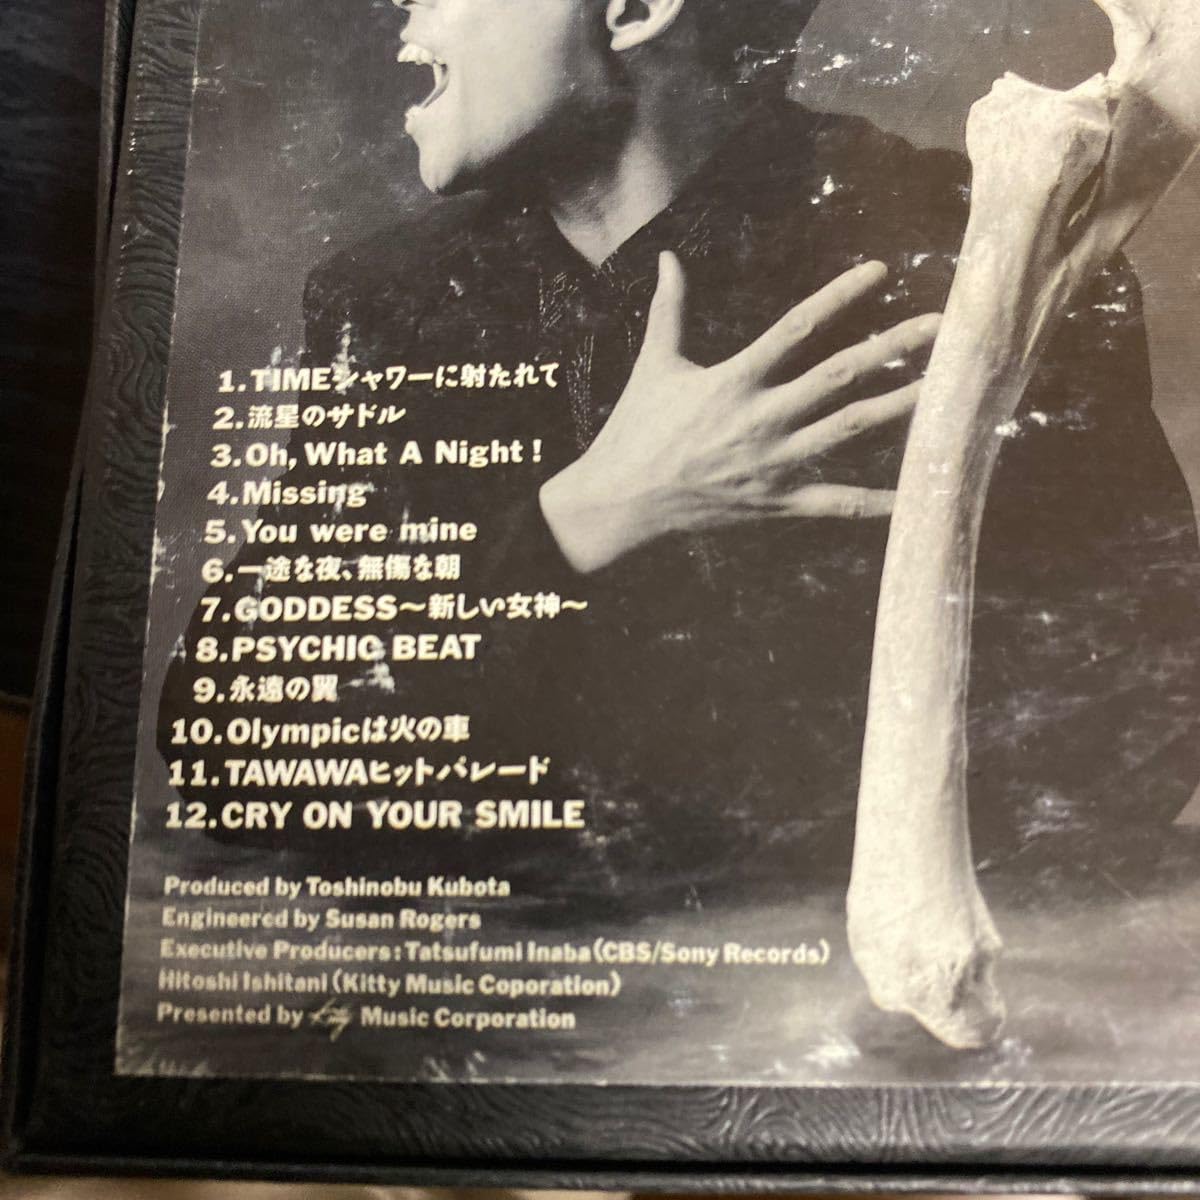 1.TIMEシャワーに射たれて
2.流星のサドル
3.Oh, What A Night!
4.Missing
5.You were mine
6.一途な夜、無傷な朝
7.GODDESS〜新しい女神〜
8.PSYCHIC BEAT
9.永遠の翼
10.Olympicは火の車
11.TAWAWAヒットパレード
12.CRY ON YOUR SMILE
Produced by Toshinobu Kubota
Engineered by Susan Rogers
Executive Producers:Tatsufumi Inaba(CBS/Sony Records)
Hitoshi Ishitani(Kitty Music Coporation)
Presented by Kitty Music Corporation